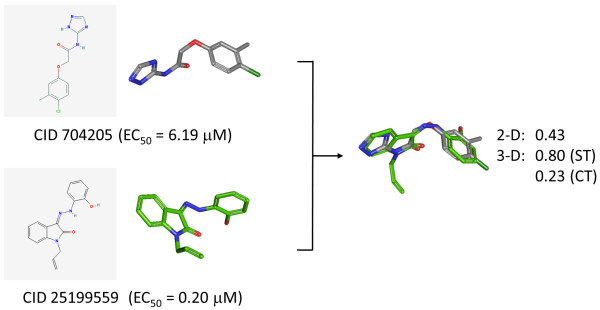 CID 704205 (EC50 = 6.19 μM)
2-D: 0.43
3-D: 0.80 (ST)
0.23 (CT)
CID 25199559 (EC50 = 0.20 μM)